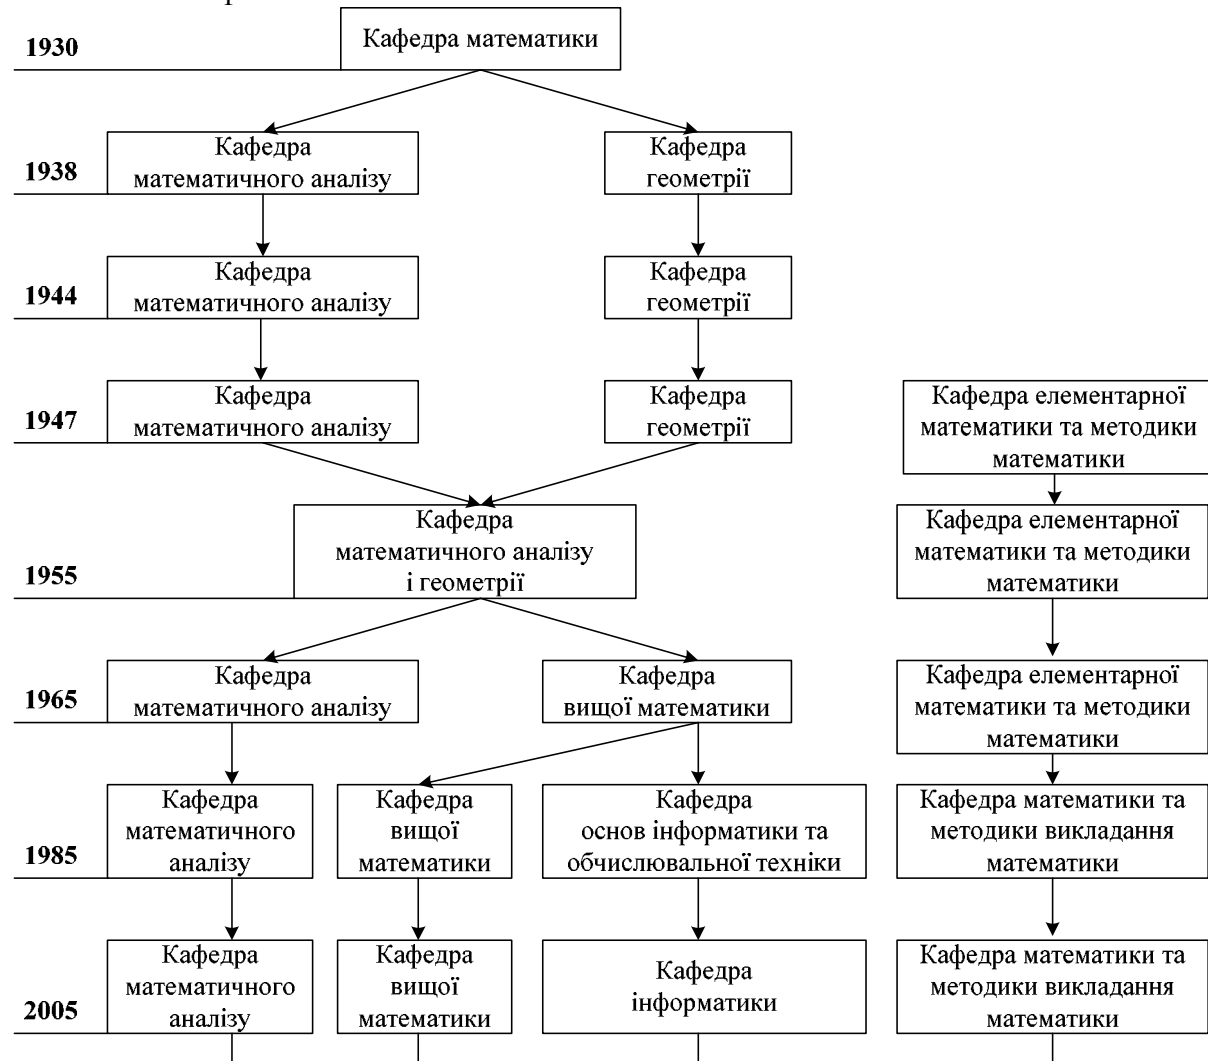 1930
Кафедра математики
1938
Кафедра
математичного аналізу
Кафедра
геометрії
1944
Кафедра
математичного аналізу
Кафедра
геометрії
1947
Кафедра
математичного аналізу
Кафедра
геометрії
Кафедра елементарної
математики та методики
математики
1955
Кафедра
математичного аналізу
і геометрії
Кафедра елементарної
математики та методики
математики
1965
Кафедра
математичного аналізу
Кафедра
вищої математики
Кафедра елементарної
математики та методики
математики
1985
Кафедра
математичного
аналізу
Кафедра
вищої
математики
Кафедра
основ інформатики та
обчислювальної техніки
Кафедра математики та
методики викладання
математики
2005
Кафедра
математичного
аналізу
Кафедра
вищої
математики
Кафедра
інформатики
Кафедра математики та
методики викладання
математики